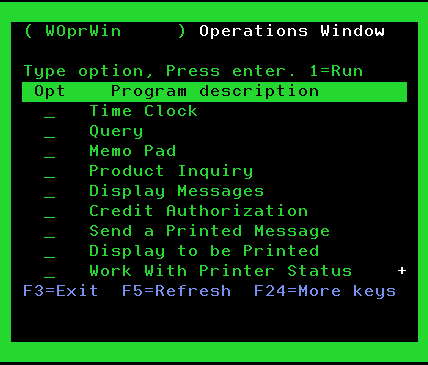 ( WOprWin     ) Operations Window
Type option, Press enter. 1=Run
Opt    Program description
_   Time Clock
_   Query
_   Memo Pad
_   Product Inquiry
_   Display Messages
_   Credit Authorization
_   Send a Printed Message
_   Display to be Printed
_   Work With Printer Status    +
F3=Exit  F5=Refresh  F24=More keys